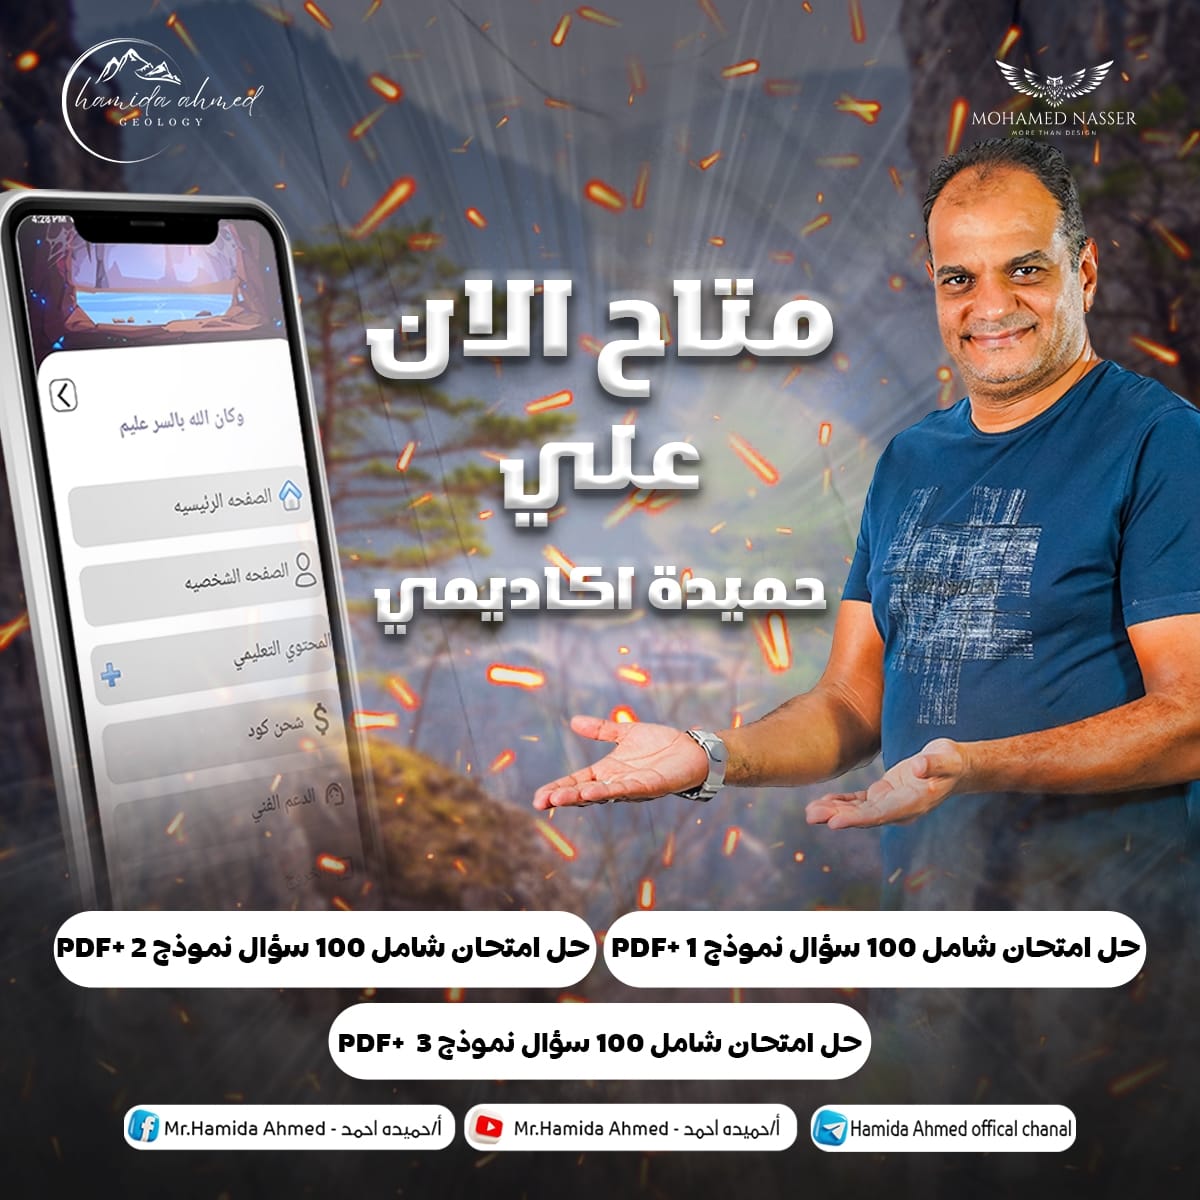 hamida ahmed
GEOLOGY
MOHAMED NASSER
MORE THAN DESIGN
4:28 PM
وكان الله بالسر عليم
الصفحه الرئيسيه
الصفحه الشخصيه
المحتوي التعليمي
شحن كود
الدعم الفني
متاح الان
علي
حميدة اكاديمي
حل امتحان شامل 100 سؤال نموذج 1 +PDF
حل امتحان شامل 100 سؤال نموذج 2 +PDF
حل امتحان شامل 100 سؤال نموذج 3 +PDF
Mr.Hamida Ahmed - أ/حميده احمد
Mr.Hamida Ahmed - أ/حميده احمد
Hamida Ahmed offical chanal